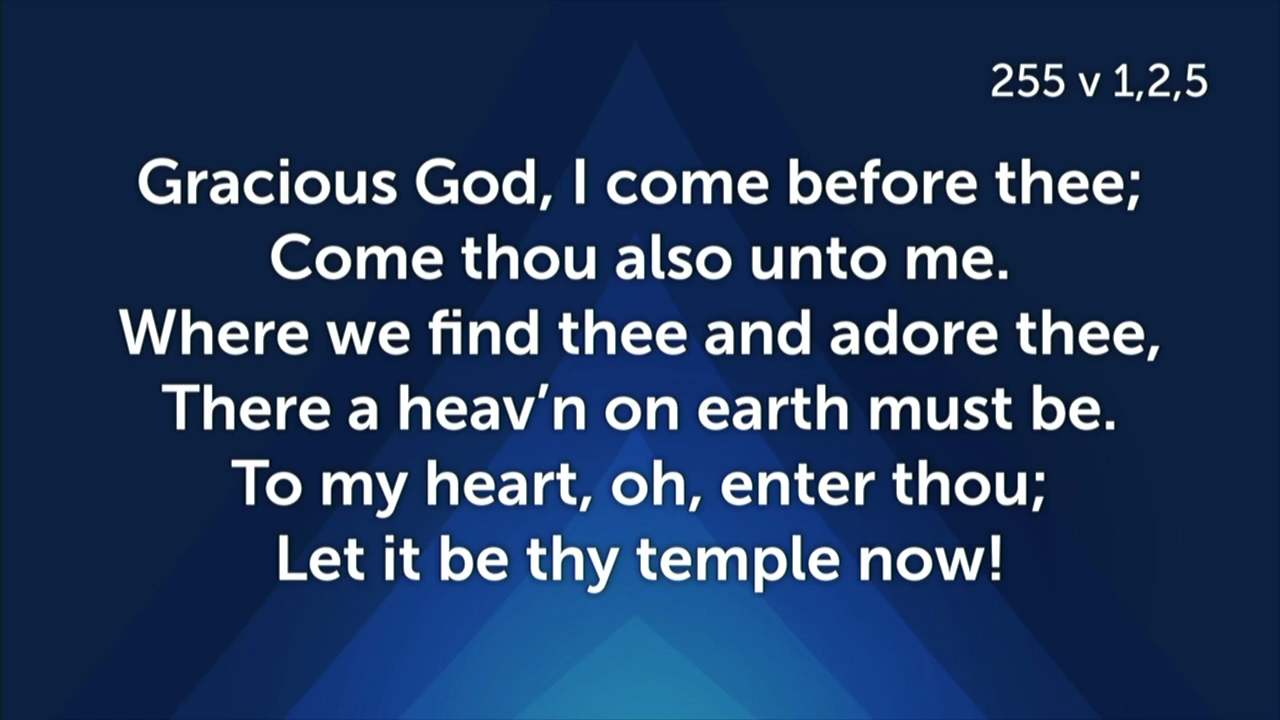 255 v 1,2,5
Gracious God, I come before thee;
Come thou also unto me.
Where we find thee and adore thee,
There a heav’n on earth must be.
To my heart, oh, enter thou;
Let it be thy temple now!